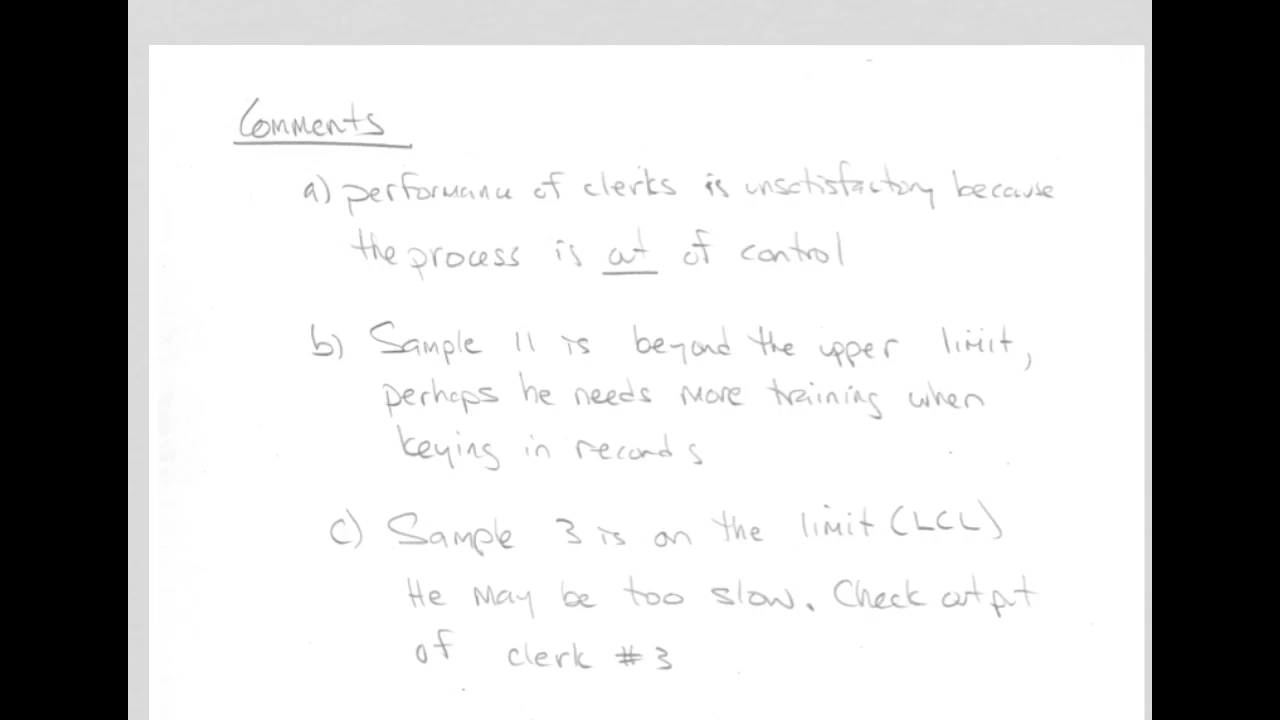 Comments
a) performance of clerks is unsatisfactory because
the process is out of control
b) Sample 11 is beyond the upper limit,
perhaps he needs more training when
keying in records
c) Sample 3 is on the limit (LCL)
He may be too slow. Check output
of clerk #3